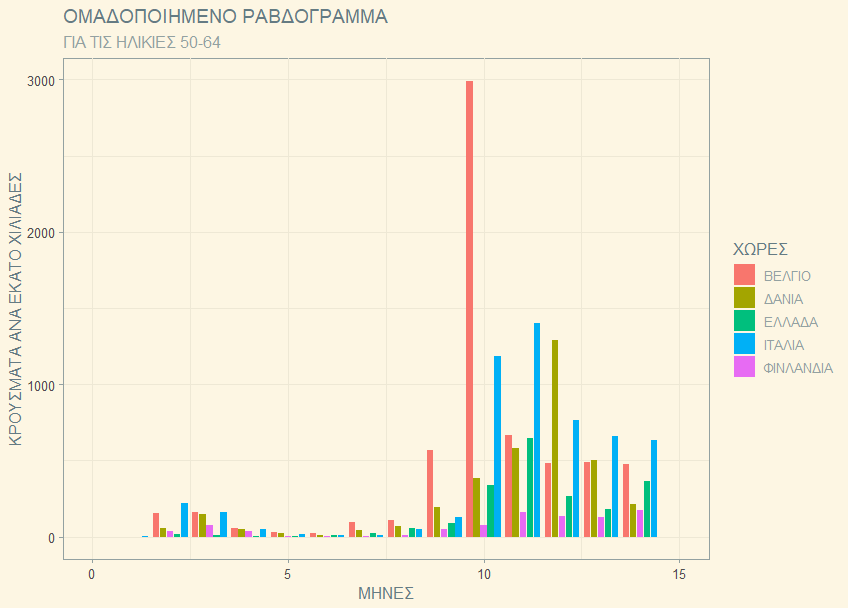 ΟΜΑΔΟΠΟΙΗΜΕΝΟ ΡΑΒΔΟΓΡΑΜΜΑ
ΓΙΑ ΤΙΣ ΗΛΙΚΙΕΣ 50-64
ΚΡΟΥΣΜΑΤΑ ΑΝΑ ΕΚΑΤΟ ΧΙΛΙΑΔΕΣ
3000
2000
1000
0
0
5
10
15
ΜΗΝΕΣ
ΧΩΡΕΣ
ΒΕΛΓΙΟ
ΔΑΝΙΑ
ΕΛΛΑΔΑ
ΙΤΑΛΙΑ
ΦΙΝΛΑΝΔΙΑ